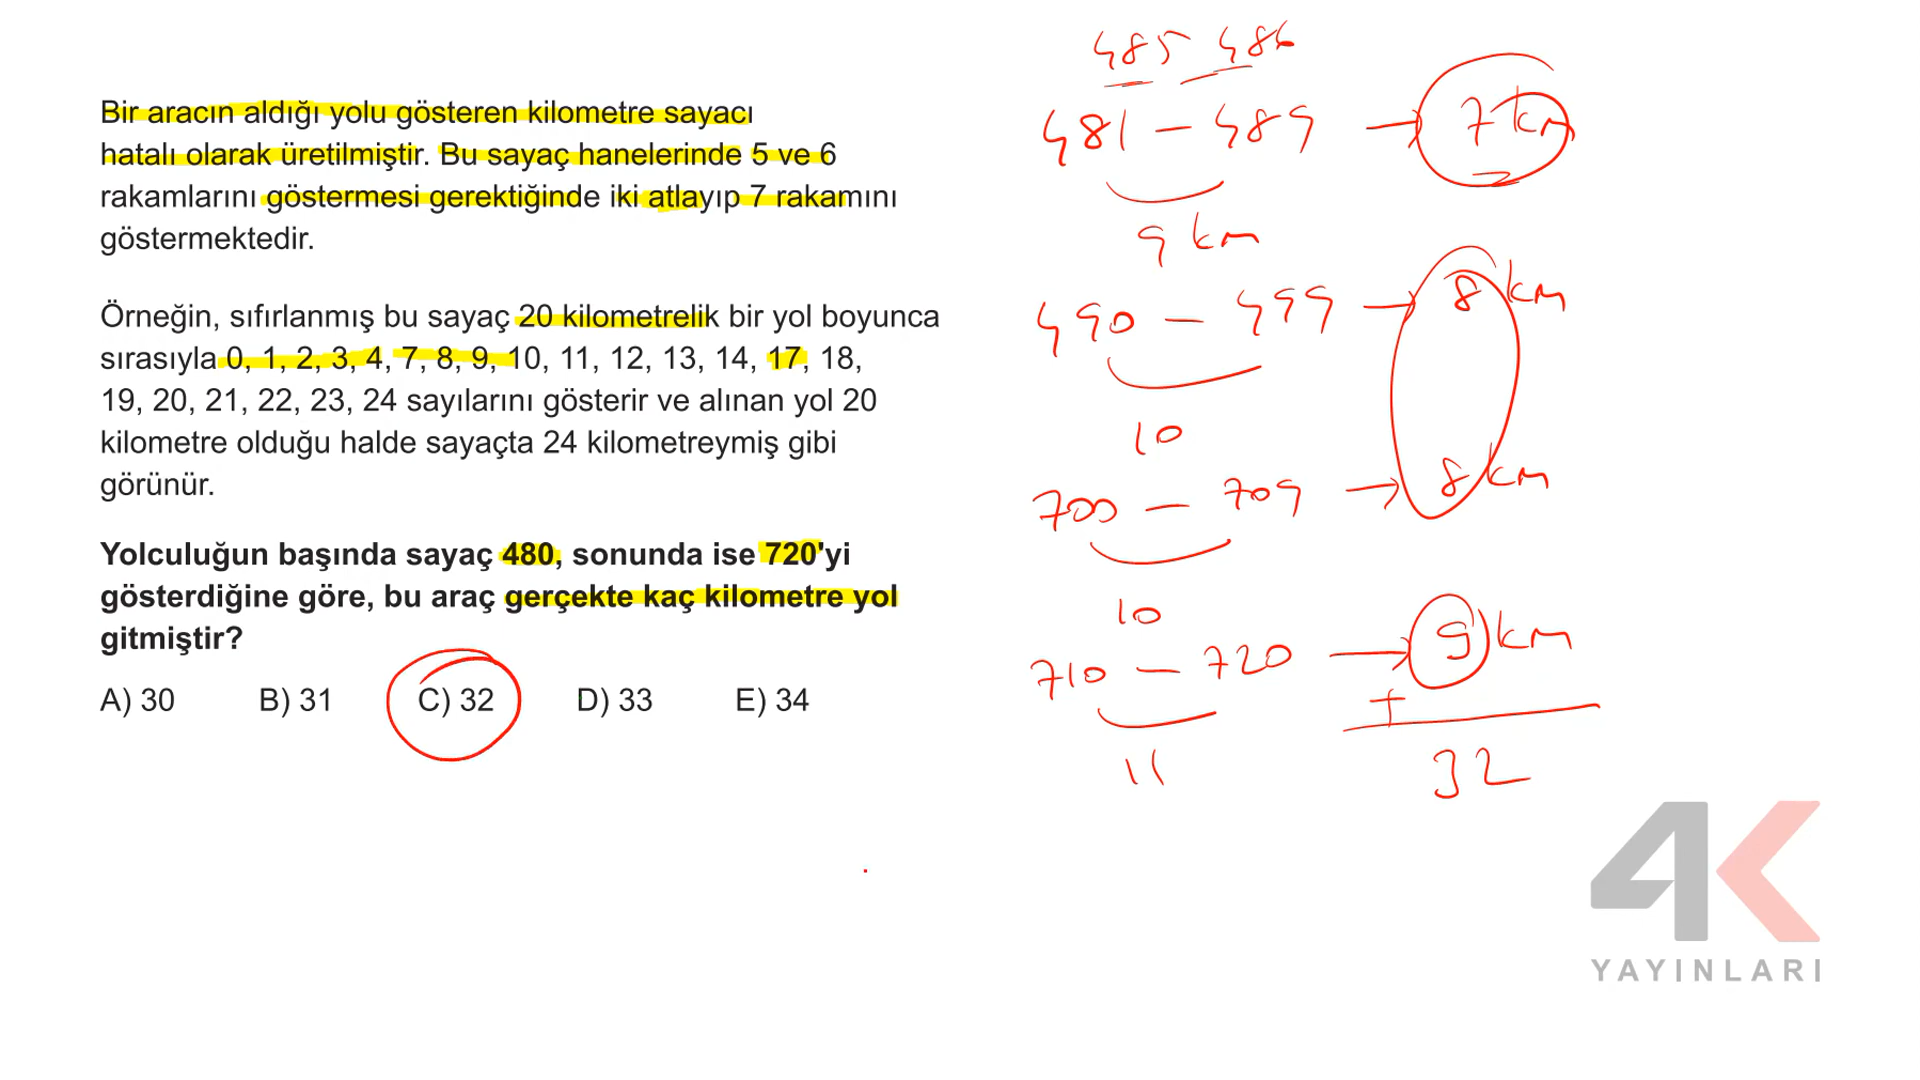 Bir aracın aldığı yolu gösteren kilometre sayacı
hatalı olarak üretilmiştir. Bu sayaç hanelerinde 5 ve 6
rakamlarını göstermesi gerektiğinde iki atlayıp 7 rakamını
göstermektedir.
Örneğin, sıfırlanmış bu sayaç 20 kilometrelik bir yol boyunca
sırasıyla 0, 1, 2, 3, 4, 7, 8, 9, 10, 11, 12, 13, 14, 17, 18,
19, 20, 21, 22, 23, 24 sayılarını gösterir ve alınan yol 20
kilometre olduğu halde sayaçta 24 kilometreymiş gibi
görünür.
Yolculuğun başında sayaç 480, sonunda ise 720'yi
gösterdiğine göre, bu araç gerçekte kaç kilometre yol
gitmiştir?
A) 30 B) 31 C) 32 D) 33 E) 34
485 486
481 – 489 → 7 km
9 km
490 – 499 → 8 km
10
700 – 709 → 8 km
10
710 – 720 → 9 km
+
11
32
4K
YAYINLARI